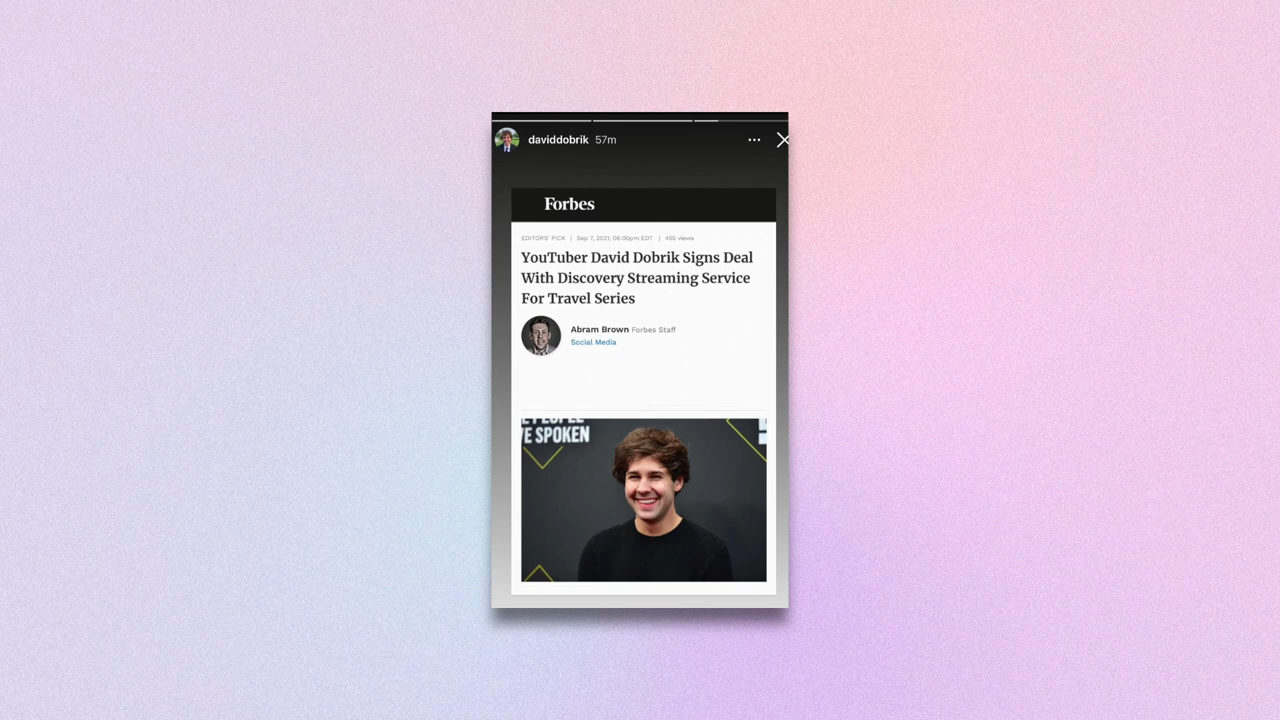 daviddobrik 57m
Forbes
EDITORS' PICK | Sep 7, 2021, 06:00pm EDT | 455 views
YouTuber David Dobrik Signs Deal
With Discovery Streaming Service
For Travel Series
Abram Brown Forbes Staff
Social Media
SPOKEN